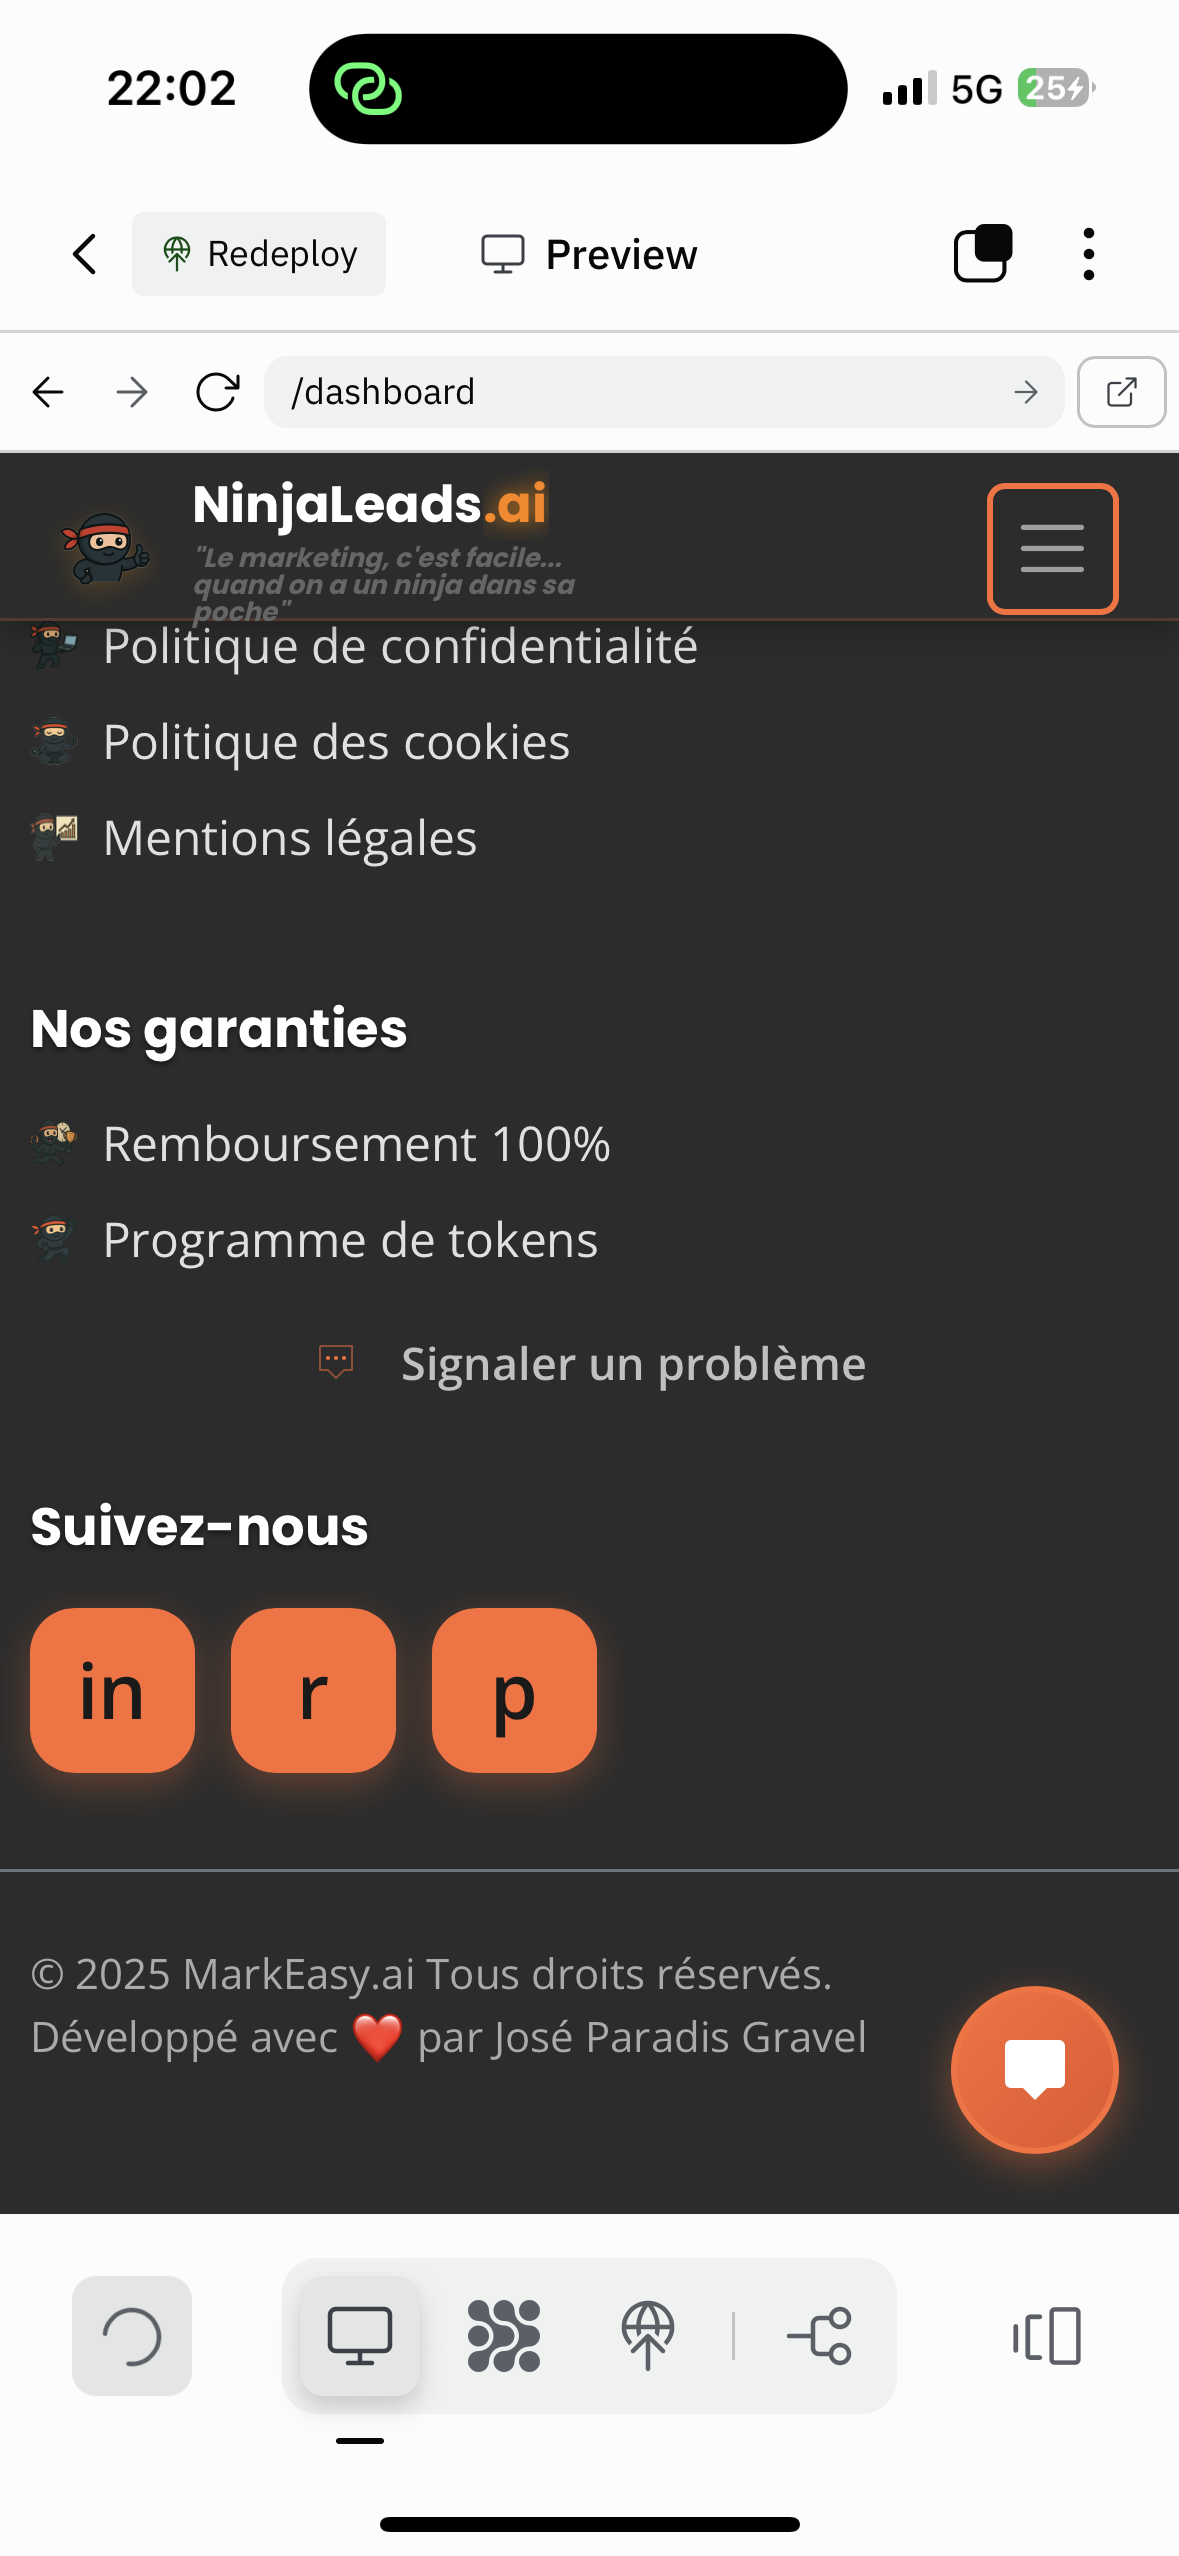 22:02
5G
25
Redeploy
Preview
/dashboard
NinjaLeads.ai
"Le marketing, c'est facile...
quand on a un ninja dans sa
poche"
Politique de confidentialité
Politique des cookies
Mentions légales
Nos garanties
Remboursement 100%
Programme de tokens
Signaler un problème
Suivez-nous
in
r
p
© 2025 MarkEasy.ai Tous droits réservés.
Développé avec ❤️ par José Paradis Gravel